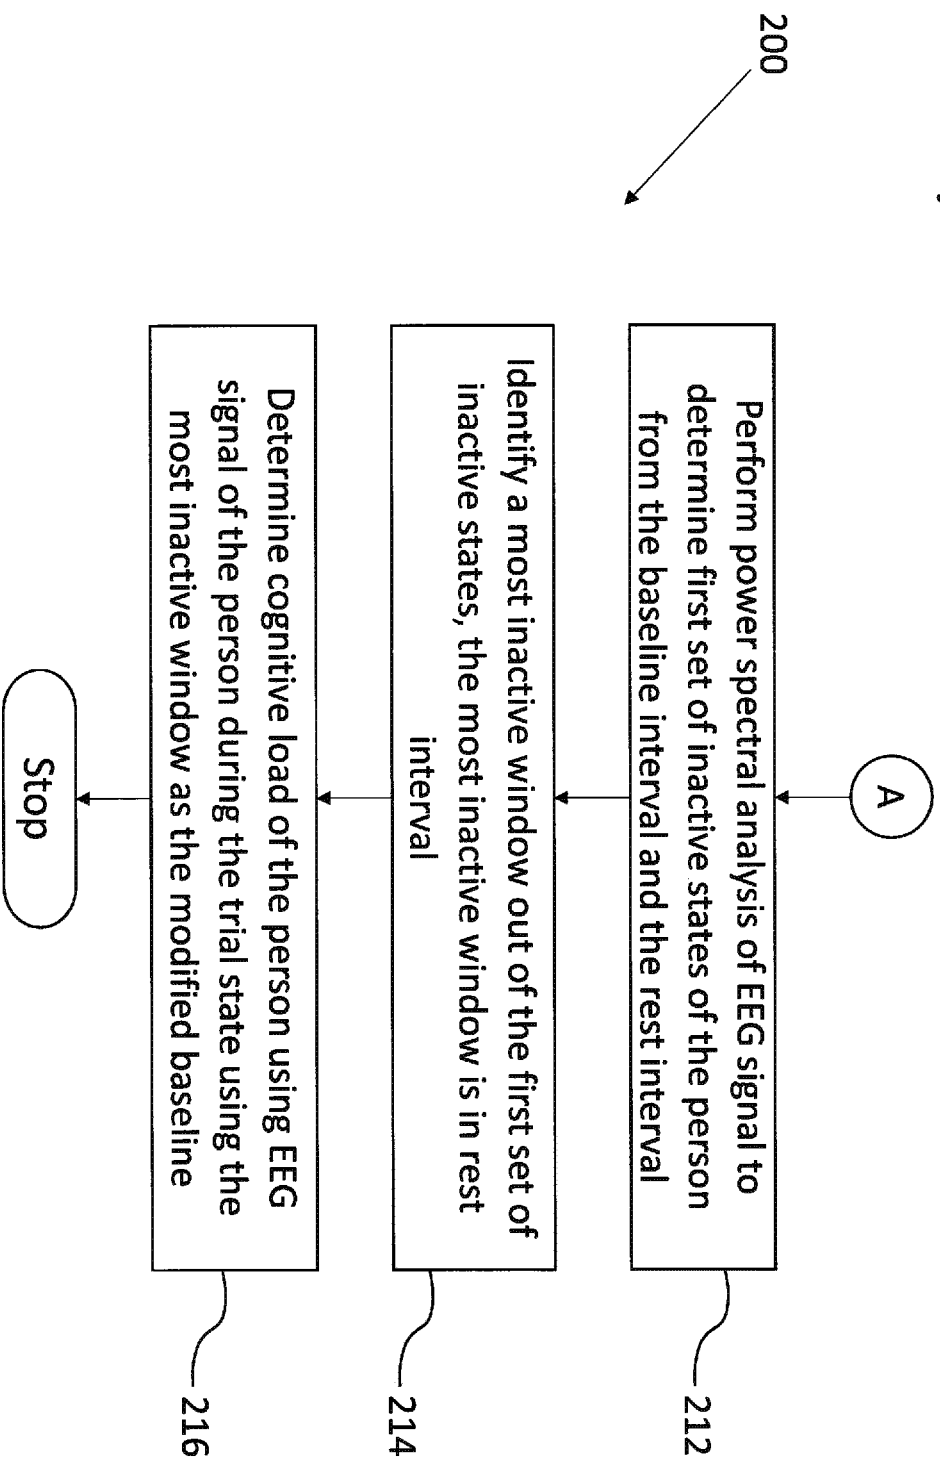 A
200
Perform power spectral analysis of EEG signal to
determine first set of inactive states of the person
from the baseline interval and the rest interval
212
Identify a most inactive window out of the first set of
inactive states, the most inactive window is in rest
interval
214
Determine cognitive load of the person using EEG
signal of the person during the trial state using the
most inactive window as the modified baseline
216
Stop